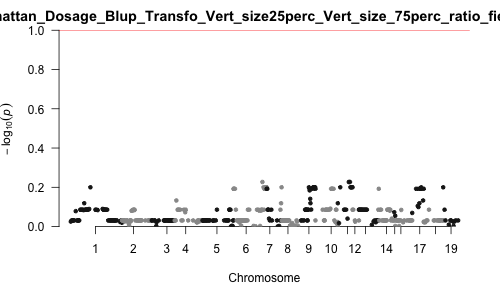 nattan_Dosage_Blup_Transfo_Vert_size25perc_Vert_size_75perc_ratio_fie
1.0
0.8
0.6
0.4
0.2
0.0
− log10(p)
1 2 3 4 5 6 7 8 9 10 12 14 17 19
Chromosome